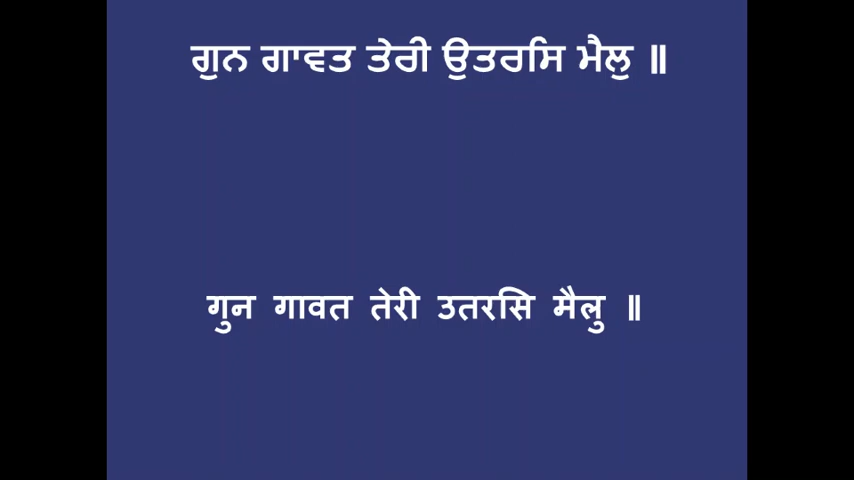 ਗੁਨ ਗਾਵਤ ਤੇਰੀ ਉਤਰਸਿ ਮੈਲੁ ॥
गुन गावत तेरी उतरसि मैलु ॥